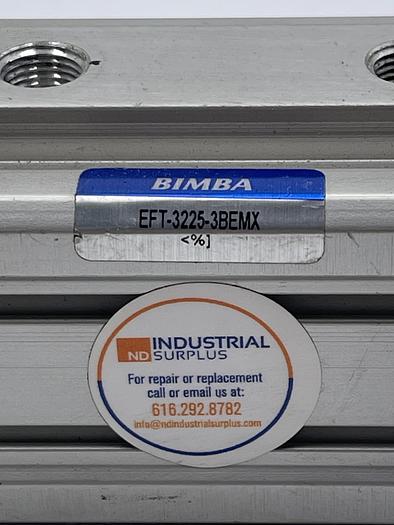 BIMBA
EFT-3225-3BEMX
<%]
ND INDUSTRIAL
SURPLUS
For repair or replacement
call or email us at:
616.292.8782
info@ndindustrialsurplus.com